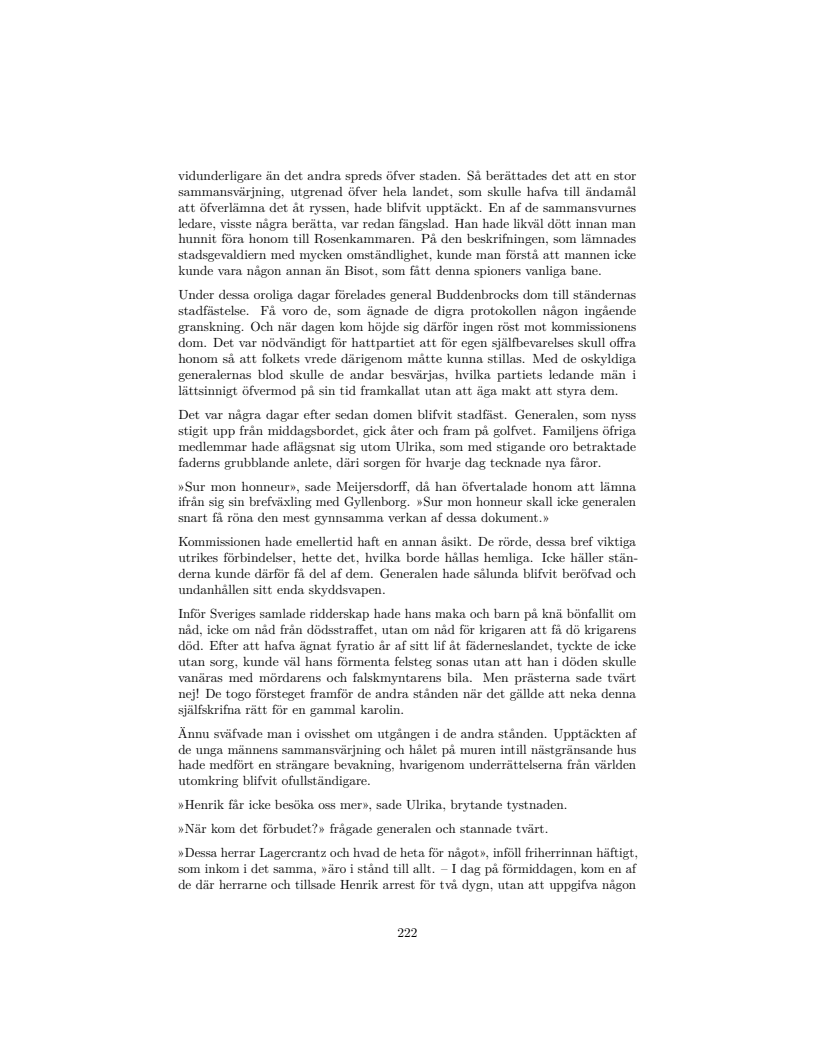 vidunderligare än det andra spreds öfver staden. Så berättades det att en stor
sammansvärjning, utgrenad öfver hela landet, som skulle hafva till ändamål
att öfverlämna det åt ryssen, hade blifvit upptäckt. En af de sammansvurnes
ledare, visste några berätta, var redan fängslad. Han hade likväl dött innan man
hunnit föra honom till Rosenkammaren. På den beskrifningen, som lämnades
stadsgevaldiern med mycken omständlighet, kunde man förstå att mannen icke
kunde vara någon annan än Bisot, som fått denna spioners vanliga bane.
Under dessa oroliga dagar förelades general Buddenbrocks dom till ständernas
stadfästelse. Få voro de, som ägnade de digra protokollen någon ingående
granskning. Och när dagen kom höjde sig därför ingen röst mot kommissionens
dom. Det var nödvändigt för hattpartiet att för egen själfbevarelses skull offra
honom så att folkets vrede därigenom måtte kunna stillas. Med de oskyldiga
generalernas blod skulle de andar besvärjas, hvilka partiets ledande män i
lättsinnigt öfvermod på sin tid framkallat utan att äga makt att styra dem.
Det var några dagar efter sedan domen blifvit stadfäst. Generalen, som nyss
stigit upp från middagsbordet, gick åter och fram på golfvet. Familjens öfriga
medlemmar hade aflägsnat sig utom Ulrika, som med stigande oro betraktade
faderns grubblande anlete, däri sorgen för hvarje dag tecknade nya fåror.
»Sur mon honneur», sade Meijersdorff, då han öfvertalade honom att lämna
ifrån sig sin brefväxling med Gyllenborg. »Sur mon honneur skall icke generalen
snart få röna den mest gynnsamma verkan af dessa dokument.»
Kommissionen hade emellertid haft en annan åsikt. De rörde, dessa bref viktiga
utrikes förbindelser, hette det, hvilka borde hållas hemliga. Icke häller stän-
derna kunde därför få del af dem. Generalen hade sålunda blifvit beröfvad och
undanhållen sitt enda skyddsvapen.
Inför Sveriges samlade ridderskap hade hans maka och barn på knä bönfallit om
nåd, icke om nåd från dödsstraffet, utan om nåd för krigaren att få dö krigarens
död. Efter att hafva ägnat fyratio år af sitt lif åt fäderneslandet, tyckte de icke
utan sorg, kunde väl hans förmenta felsteg sonas utan att han i döden skulle
vanäras med mördarens och falskmyntarens bila. Men prästerna sade tvärt
nej! De togo försteget framför de andra stånden när det gällde att neka denna
själfskrifna rätt för en gammal karolin.
Ännu sväfvade man i ovisshet om utgången i de andra stånden. Upptäckten af
de unga männens sammansvärjning och hålet på muren intill nästgränsande hus
hade medfört en strängare bevakning, hvarigenom underrättelserna från världen
utomkring blifvit ofullständigare.
»Henrik får icke besöka oss mer», sade Ulrika, brytande tystnaden.
»När kom det förbudet?» frågade generalen och stannade tvärt.
»Dessa herrar Lagercrantz och hvad de heta för något», inföll friherrinnan häftigt,
som inkom i det samma, »äro i stånd till allt. – I dag på förmiddagen, kom en af
de där herrarne och tillsade Henrik arrest för två dygn, utan att uppgifva någon
222